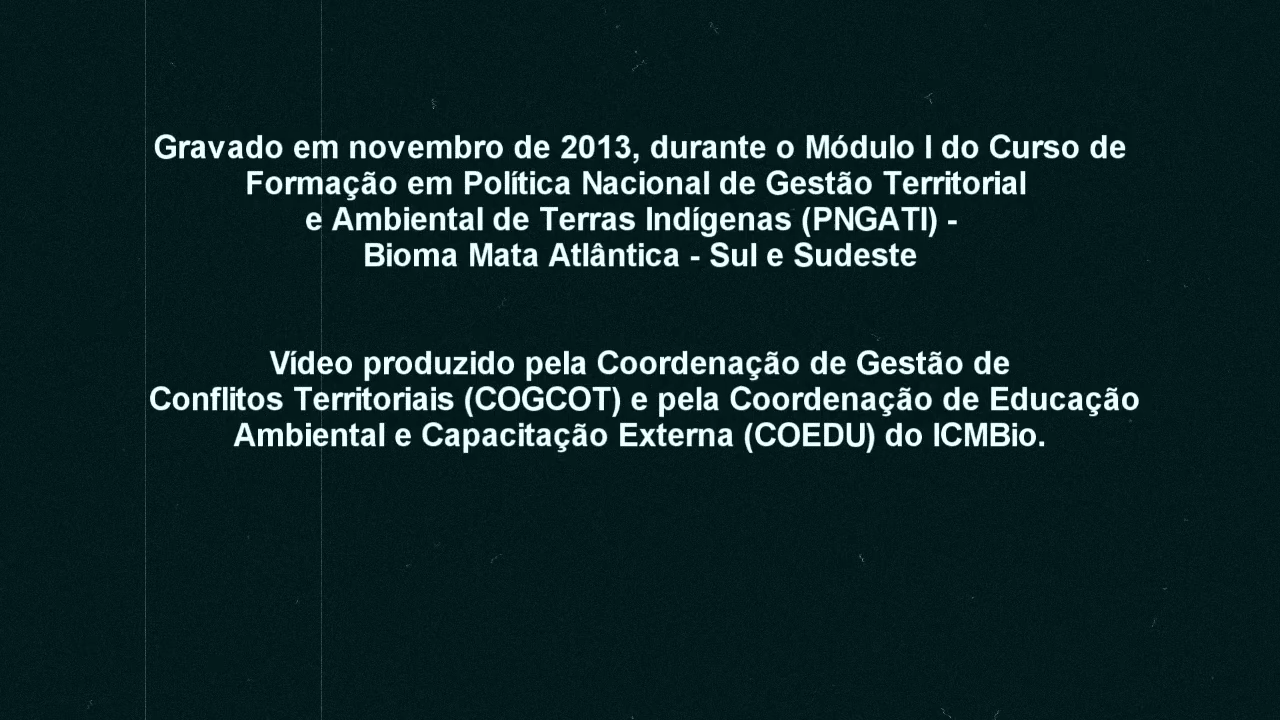 Gravado em novembro de 2013, durante o Módulo I do Curso de
Formação em Política Nacional de Gestão Territorial
e Ambiental de Terras Indígenas (PNGATI) -
Bioma Mata Atlântica - Sul e Sudeste
Vídeo produzido pela Coordenação de Gestão de
Conflitos Territoriais (COGCOT) e pela Coordenação de Educação
Ambiental e Capacitação Externa (COEDU) do ICMBio.